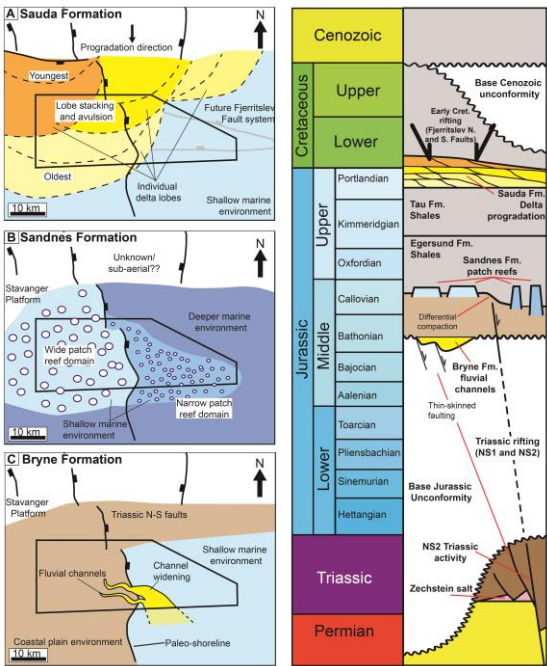 A Sauda Formation
N
Progradation direction
Youngest
Lobe stacking
and avulsion
Future Fjerritslev
Fault system
Oldest
Individual
delta lobes
Shallow marine
environment
10 km
B Sandnes Formation
N
Unknown/
sub-aerial??
Stavanger
Platform
Deeper marine
environment
Wide patch
reef domain
Narrow patch
reef domain
Shallow marine
environment
10 km
C Bryne Formation
N
Stavanger
Platform
Triassic N-S faults
Shallow marine
environment
Fluvial channels
Channel
widening
Coastal plain environment
Paleo-shoreline
10 km
Cenozoic
Cretaceous
Upper
Lower
Jurassic
Upper
Portlandian
Kimmeridgian
Oxfordian
Middle
Callovian
Bathonian
Bajocian
Aalenian
Lower
Toarcian
Pliensbachian
Sinemurian
Hettangian
Triassic
Permian
Base Cenozoic
unconformity
Early Cret.
rifting
(Fjerritslev N.
and S. Faults)
Sauda Fm.
Delta
progradation
Tau Fm.
Shales
Egersund Fm.
Shales
Sandnes Fm.
patch reefs
Differential
compaction
Bryne Fm.
fluvial
channels
Thin-skinned
faulting
Triassic rifting
(NS1 and NS2)
Base Jurassic
Unconformity
NS2 Triassic
activity
Zechstein salt